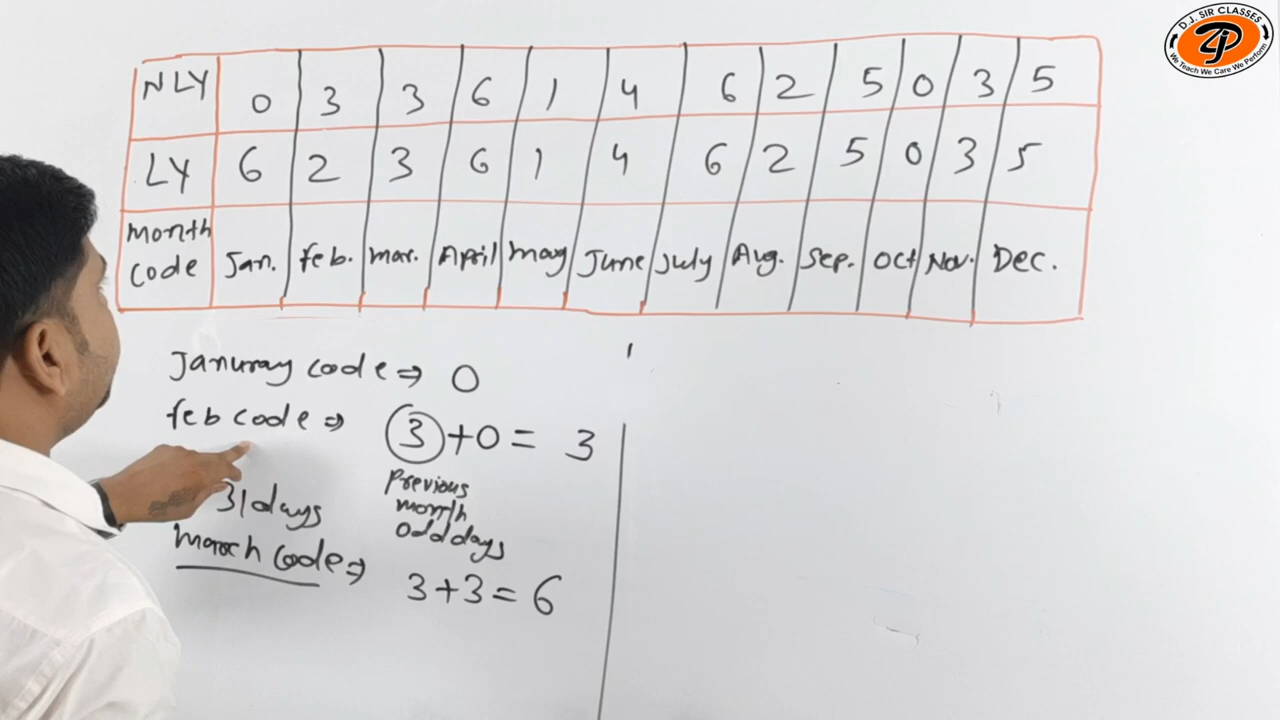 D.J. SIR CLASSES
We Teach We Care We Perform
NLY 0 3 3 6 1 4 6 2 5 0 3 5
LY 6 2 3 6 1 4 6 2 5 0 3 5
Month code Jan. feb. mar. April may June July Aug. Sep. Oct Nov. Dec.
Januray code ⇒ 0
feb code ⇒ 3 + 0 = 3
previous
month
odd days
31 days
march code ⇒ 3 + 3 = 6